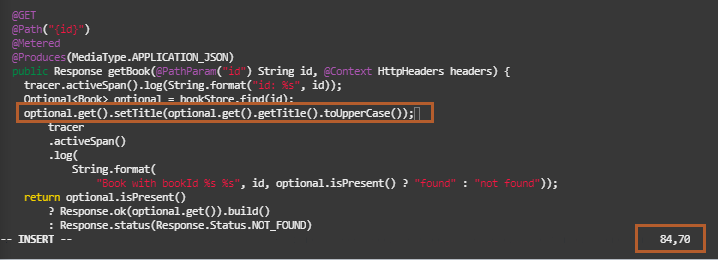 @GET
@Path("{id}")
@Metered
@Produces(MediaType.APPLICATION_JSON)
public Response getBook(@PathParam("id") String id, @Context HttpHeaders headers) {
tracer.activeSpan().log(String.format("id: %s", id));
Optional<Book> optional = bookStore.find(id);
optional.get().setTitle(optional.get().getTitle().toUpperCase());
tracer
.activeSpan()
.log(
String.format(
"Book with bookId %s %s", id, optional.isPresent() ? "found" : "not found"));
return optional.isPresent()
? Response.ok(optional.get()).build()
: Response.status(Response.Status.NOT_FOUND)
-- INSERT -- 84,70